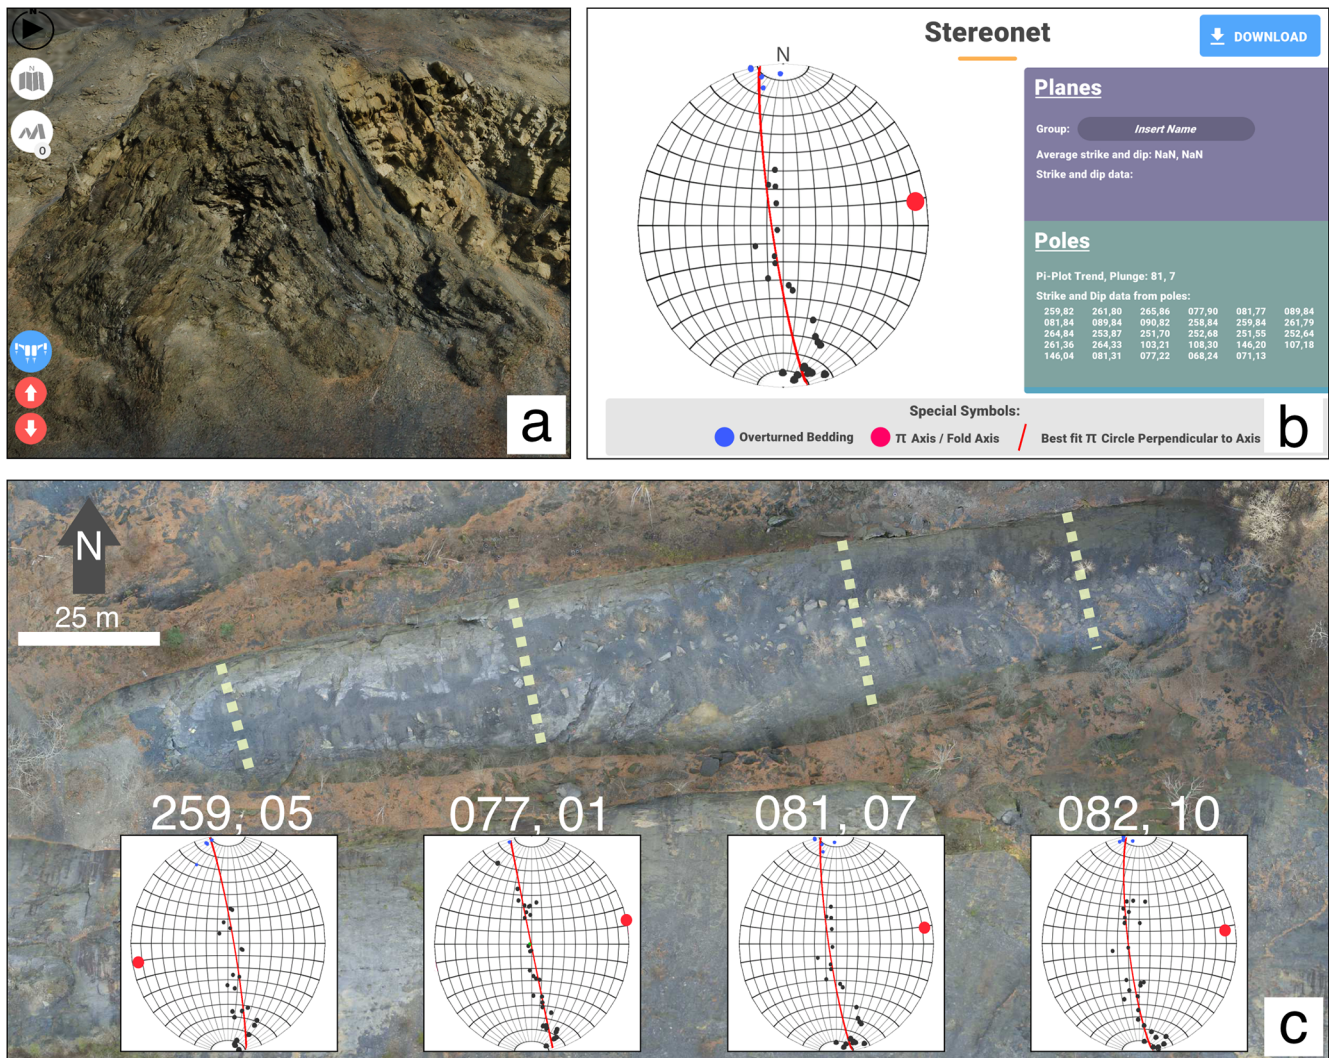 N
N
0
a
Stereonet
DOWNLOAD
N
Planes
Group: Insert Name
Average strike and dip: NaN, NaN
Strike and dip data:
Poles
Pi-Plot Trend, Plunge: 81, 7
Strike and Dip data from poles:
259,82 261,80 265,86 077,90 081,77 089,84
081,84 089,84 090,82 258,84 259,84 261,79
264,84 253,87 251,70 252,68 251,55 252,64
261,36 264,33 103,21 108,30 146,20 107,18
146,04 081,31 077,22 068,24 071,13
Special Symbols:
Overturned Bedding π Axis / Fold Axis Best fit π Circle Perpendicular to Axis
b
N
25 m
259, 05 077, 01 081, 07 082, 10
c